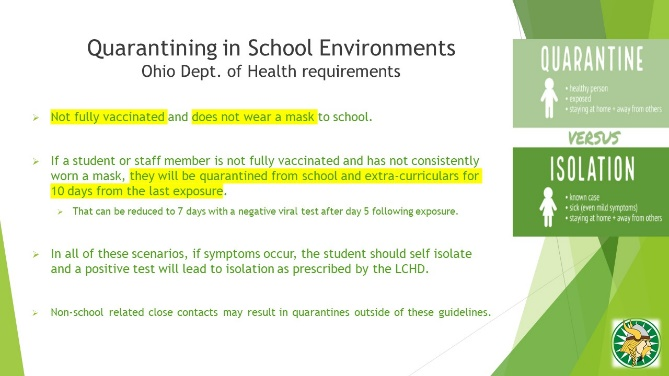 Quarantining in School Environments
Ohio Dept. of Health requirements
Not fully vaccinated and does not wear a mask to school.
If a student or staff member is not fully vaccinated and has not consistently
worn a mask, they will be quarantined from school and extra-curriculars for
10 days from the last exposure.
That can be reduced to 7 days with a negative viral test after day 5 following exposure.
In all of these scenarios, if symptoms occur, the student should self isolate
and a positive test will lead to isolation as prescribed by the LCHD.
Non-school related close contacts may result in quarantines outside of these guidelines.
QUARANTINE
• healthy person
• exposed
• staying at home + away from others
VERSUS
ISOLATION
• known case
• sick (even mild symptoms)
• staying at home + away from others